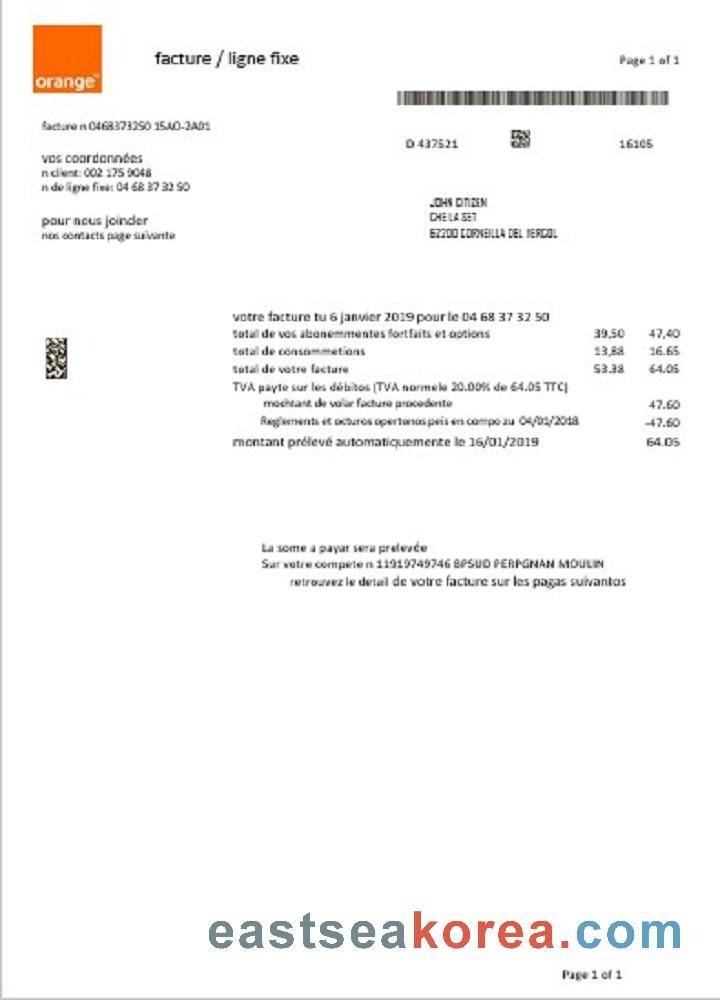 orange™
facture / ligne fixe
Page 1 of 1
facture n 0468373250 15AO-2A01
D 437521
16105
vos coordonnées
n client: 002 175 9048
n de ligne fixe: 04 68 37 32 50
JOHN CITIZEN
CHE LA SET
pour nous joinder
nos contacts page suivante
CORNEILLA DEL
votre facture tu 6 janvier 2019 pour le 04 68 37 32 50
total de vos abonemmentes fortfaits et options 39,50 47,40
total de consommetions 13,88 16.65
total de votre facture 53.38 64.05
TVA payte sur les débitos (TVA normele 20.00% de 64.05 TTC)
mochtant de volar facture procedente 47.60
Reglements et octuros opertonos peis en compo zu 04/01/2018 -47.60
montant prélevé automatiquemente le 16/01/2019 64.05
La some a payar sera prelevée
Sur votre compete n 11919749746 BPSUD PERPGNAN MOULIN
retrouvez le detail de votre facture sur les pagas suivantos
eastseakorea.com
Page 1 of 1